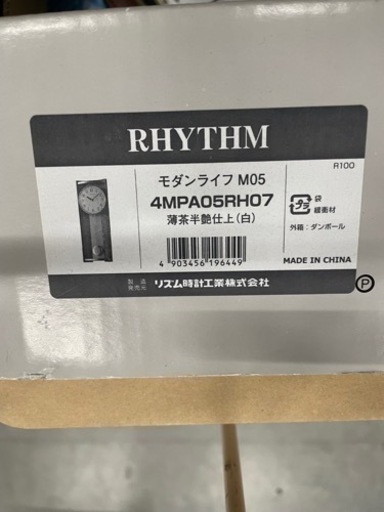 RHYTHM
R100
モダンライフ M05
4MPA05RH07
薄茶半艶仕上(白)
プラ
袋
緩衝材
外箱:ダンボール
4 903456 196449
MADE IN CHINA
製造
発売元
リズム時計工業株式会社
P